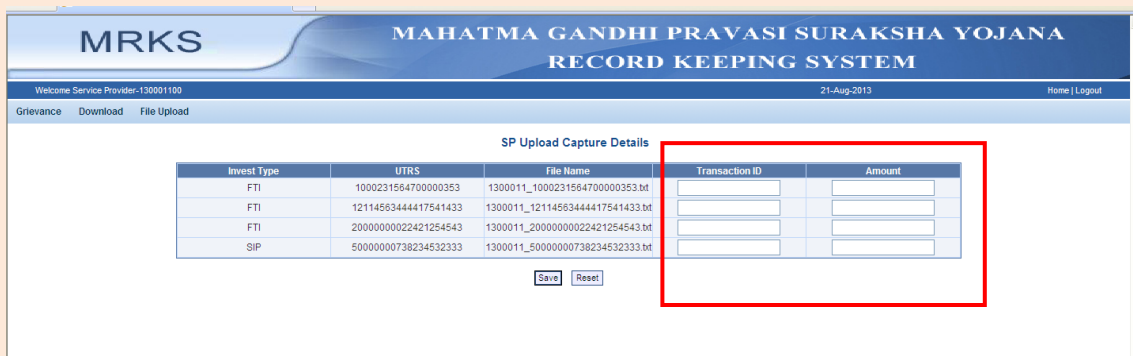 MRKS
MAHATMA GANDHI PRAVASI SURAKSHA YOJANA
RECORD KEEPING SYSTEM
Welcome Service Provider-130001100 21-Aug-2013 Home | Logout
Grievance Download File Upload
SP Upload Capture Details
Invest Type UTRS File Name Transaction ID Amount
FTI 1000231564700000353 1300011_1000231564700000353.txt
FTI 12114563444417541433 1300011_12114563444417541433.txt
FTI 20000000022421254543 1300011_20000000022421254543.txt
SIP 50000000738234532333 1300011_50000000738234532333.txt
Save Reset